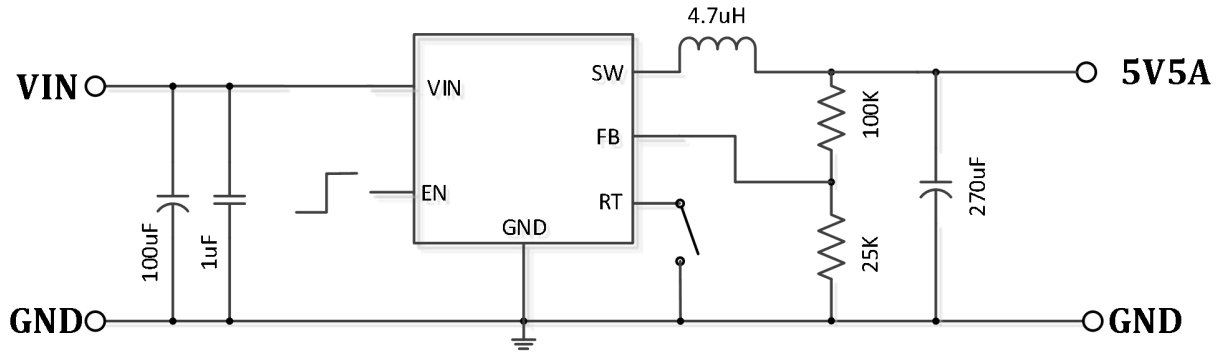 4.7uH
VIN
VIN
SW
5V5A
100K
FB
EN
RT
270uF
GND
100uF
1uF
25K
GND
GND